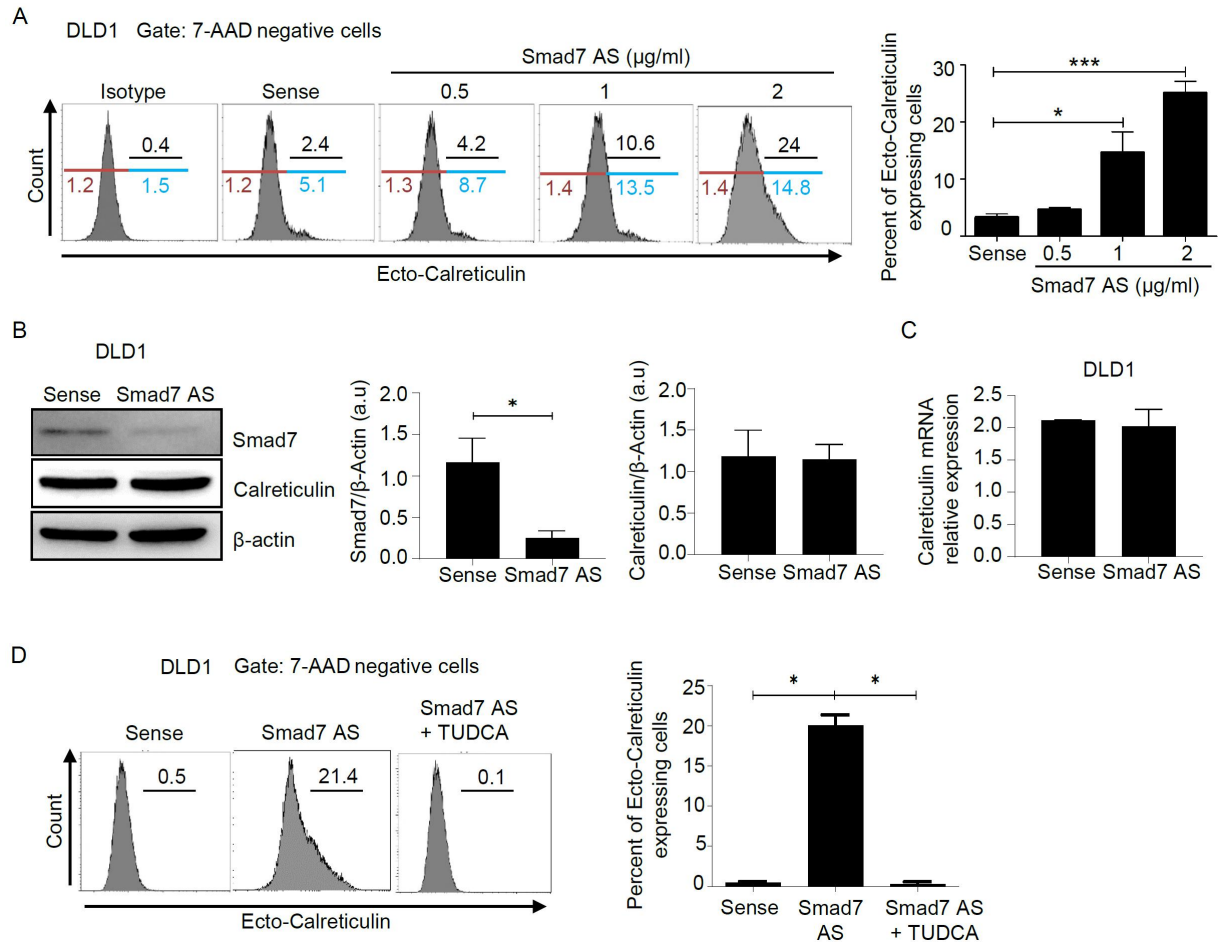 A
DLD1 Gate: 7-AAD negative cells
Smad7 AS (µg/ml)
Isotype Sense 0.5 1 2
0.4 2.4 4.2 10.6 24
1.2 1.5 1.2 5.1 1.3 8.7 1.4 13.5 1.4 14.8
Count
Ecto-Calreticulin
Percent of Ecto-Calreticulin
expressing cells
30
20
10
0
***
*
Sense 0.5 1 2
Smad7 AS (µg/ml)
B
DLD1
Sense Smad7 AS
Smad7
Calreticulin
β-actin
Smad7/β-Actin (a.u)
2.0
1.5
1.0
0.5
0.0
*
Sense Smad7 AS
Calreticulin/β-Actin (a.u)
2.0
1.5
1.0
0.5
0.0
Sense Smad7 AS
C
DLD1
Calreticulin mRNA
relative expression
2.5
2.0
1.5
1.0
0.0
Sense Smad7 AS
D
DLD1 Gate: 7-AAD negative cells
Sense Smad7 AS Smad7 AS
+ TUDCA
0.5 21.4 0.1
Count
Ecto-Calreticulin
Percent of Ecto-Calreticulin
expressing cells
25
20
15
10
5
0
* *
Sense Smad7 Smad7 AS
AS + TUDCA